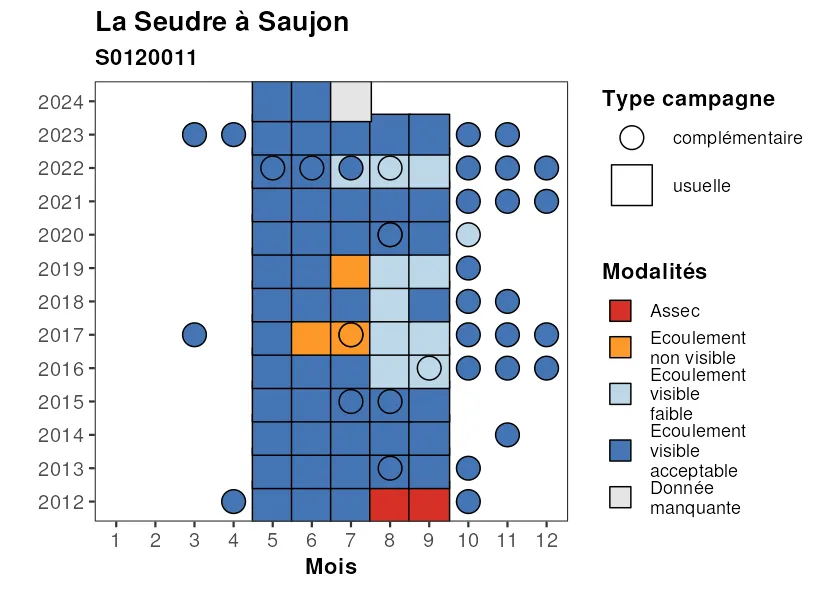 La Seudre à Saujon
S0120011
2024
2023
2022
2021
2020
2019
2018
2017
2016
2015
2014
2013
2012
1 2 3 4 5 6 7 8 9 10 11 12
Mois
Type campagne
complémentaire
usuelle
Modalités
Assec
Ecoulement
non visible
Ecoulement
visible
faible
Ecoulement
visible
acceptable
Donnée
manquante